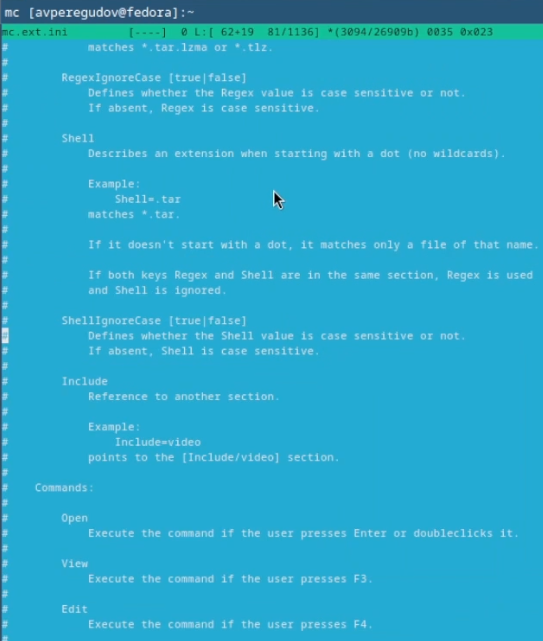 mc [avperegudov@fedora]:~
mc.ext.ini [----] 0 L:[ 62+19 81/1136] *(3094/26909b) 0035 0x023
# matches *.tar.lzma or *.tlz.
#
# RegexIgnoreCase [true|false]
# Defines whether the Regex value is case sensitive or not.
# If absent, Regex is case sensitive.
#
# Shell
# Describes an extension when starting with a dot (no wildcards).
#
# Example:
# Shell=.tar
# matches *.tar.
#
# If it doesn't start with a dot, it matches only a file of that name.
#
# If both keys Regex and Shell are in the same section, Regex is used
# and Shell is ignored.
#
# ShellIgnoreCase [true|false]
# Defines whether the Shell value is case sensitive or not.
# If absent, Shell is case sensitive.
#
# Include
# Reference to another section.
#
# Example:
# Include=video
# points to the [Include/video] section.
#
# Commands:
#
# Open
# Execute the command if the user presses Enter or doubleclicks it.
#
# View
# Execute the command if the user presses F3.
#
# Edit
# Execute the command if the user presses F4.